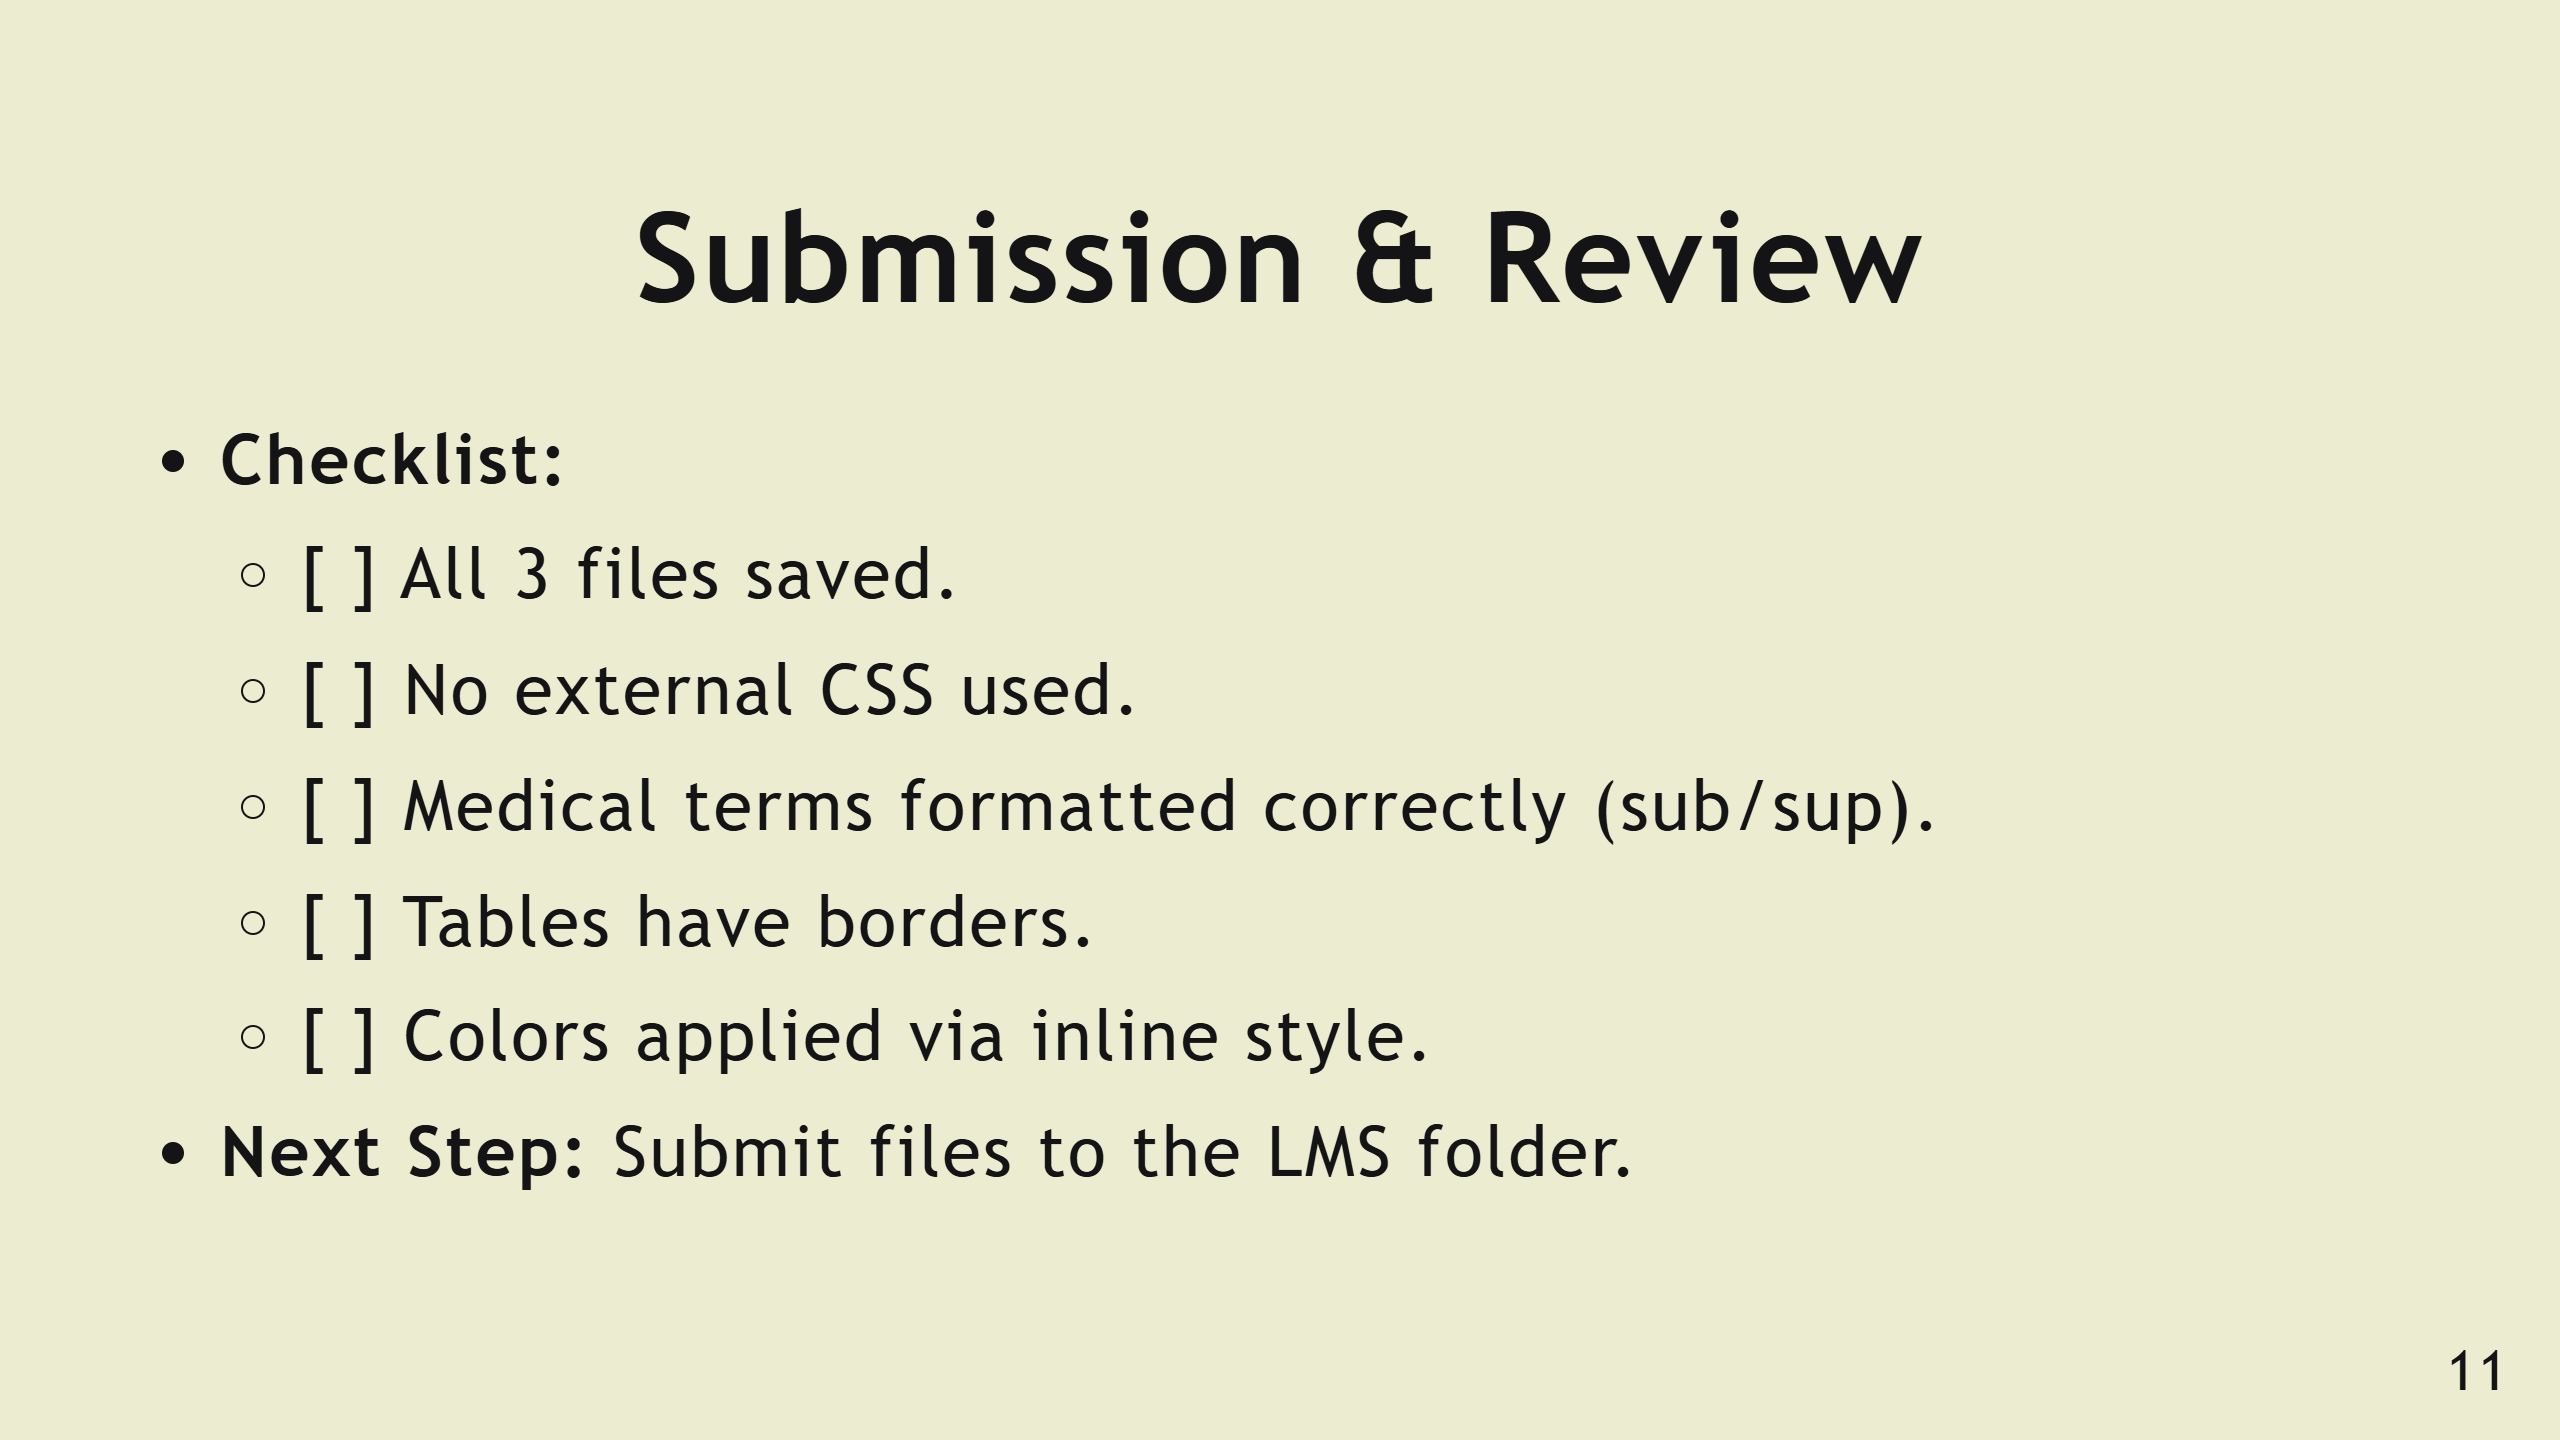 Submission & Review
• Checklist:
◦ [ ] All 3 files saved.
◦ [ ] No external CSS used.
◦ [ ] Medical terms formatted correctly (sub/sup).
◦ [ ] Tables have borders.
◦ [ ] Colors applied via inline style.
• Next Step: Submit files to the LMS folder.
11